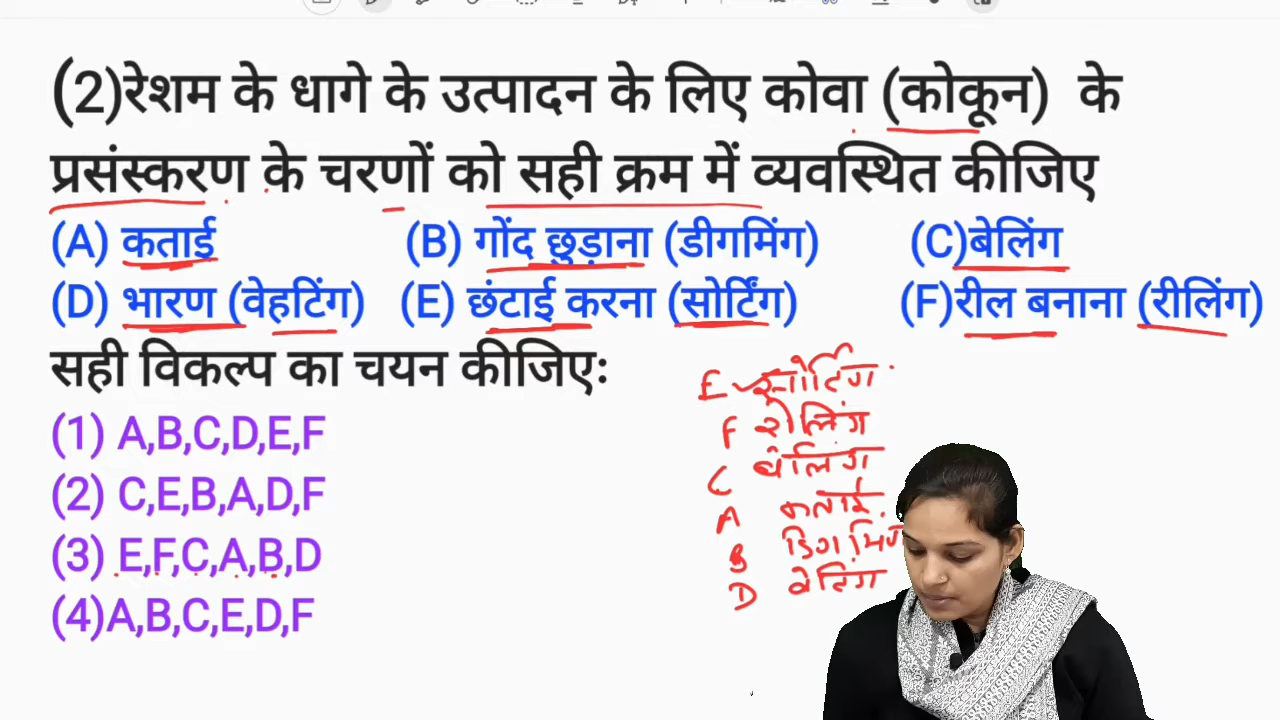 (2)रेशम के धागे के उत्पादन के लिए कोवा (कोकून) के
प्रसंस्करण के चरणों को सही क्रम में व्यवस्थित कीजिए
(A) कताई (B) गोंद छुड़ाना (डीगमिंग) (C)बेलिंग
(D) भारण (वेहटिंग) (E) छंटाई करना (सोर्टिंग) (F)रील बनाना (रीलिंग)
सही विकल्प का चयन कीजिएः
(1) A,B,C,D,E,F
(2) C,E,B,A,D,F
(3) E,F,C,A,B,D
(4)A,B,C,E,D,F
E सोर्टिंग
F रीलिंग
C बेलिंग
A कताई
B डिगमिंग
D वेटिंग